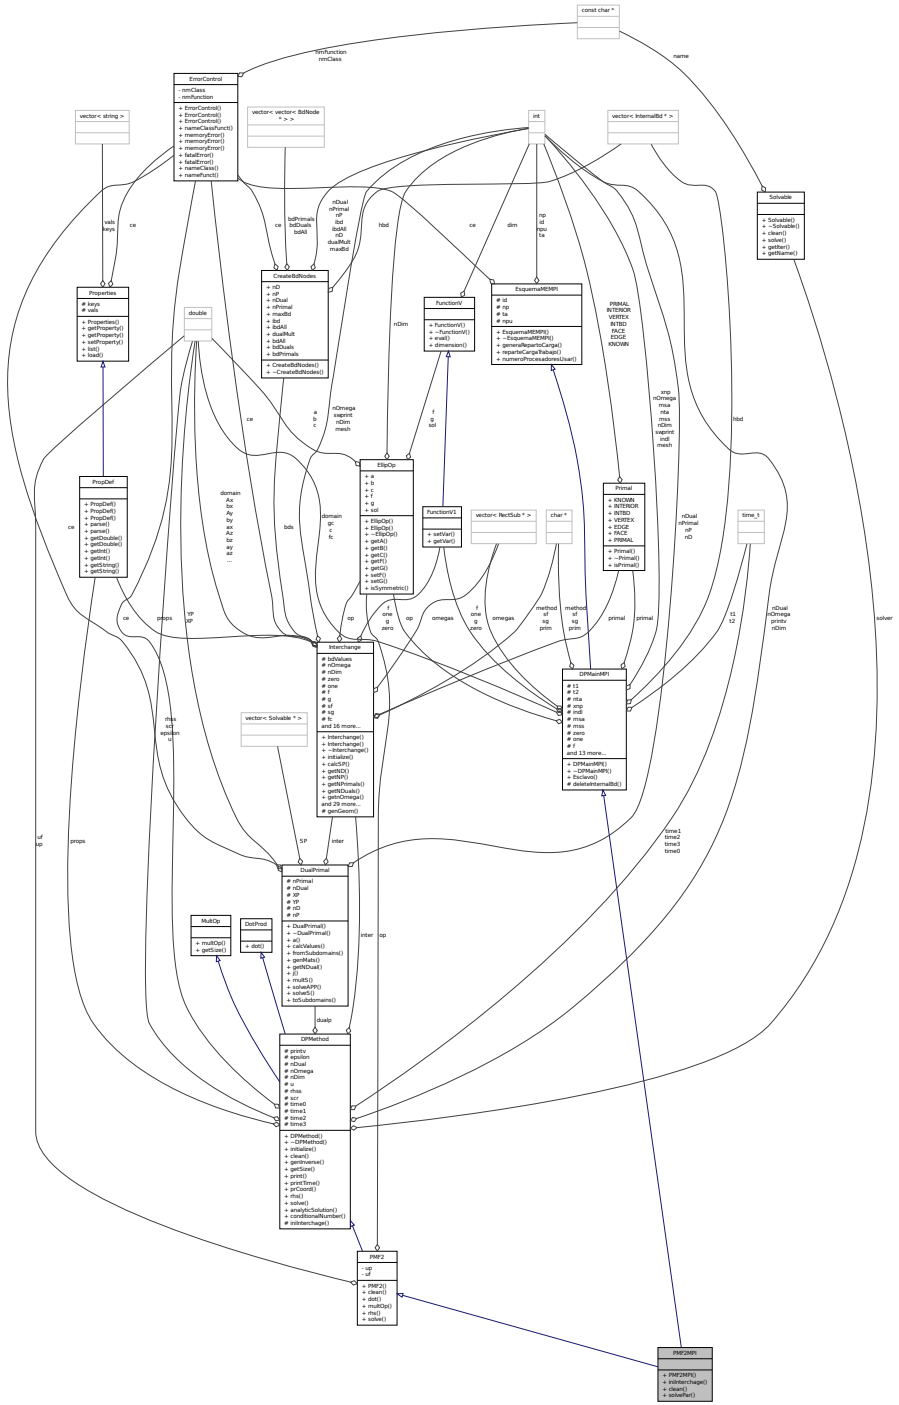 const char *
nmFunction
nmClass
name
ErrorControl
- nmClass
- nmfunction
+ ErrorControl()
+ ErrorControl()
+ ErrorControl()
+ nameClassFunct()
+ memoryError()
+ memoryError()
+ memoryError()
+ fatalError()
+ fatalError()
+ nameClass()
+ nameFunct()
vector< string >
vector< vector< BdNode
* > >
int
vector< InternalBd * >
Solvable
+ Solvable()
+ ~Solvable()
+ clean()
+ solve()
+ getIter()
+ getName()
vals
keys
ce
ce
bdPrimals
bdDuals
bdAll
nDual
nPrimal
nP
ibd
ibdAll
nD
dualMult
maxBd
hbd
ce
dim
np
id
npu
ta
Properties
# keys
# vals
+ Properties()
+ getProperty()
+ getProperty()
+ setProperty()
+ list()
+ load()
double
CreateBdNodes
+ nD
+ nP
+ nDual
+ nPrimal
+ maxBd
+ ibd
+ ibdAll
+ dualMult
+ bdAll
+ bdDuals
+ bdPrimals
+ CreateBdNodes()
+ ~CreateBdNodes()
nDim
FunctionV
+ FunctionV()
+ ~FunctionV()
+ eval()
+ dimension()
EsquemaMEMPI
# id
# np
# ta
# npu
+ EsquemaMEMPI()
+ ~EsquemaMEMPI()
+ generaRepartoCarga()
+ reparteCargaTrabajo()
+ numeroProcesadoresUsar()
PRIMAL
INTERIOR
VERTEX
INTBD
FACE
EDGE
KNOWN
ce
a
b
c
nOmega
swprint
nDim
mesh
f
g
sol
xnp
nOmega
msa
nta
mss
nDim
swprint
indl
mesh
hbd
PropDef
+ PropDef()
+ PropDef()
+ PropDef()
+ parse()
+ parse()
+ getDouble()
+ getDouble()
+ getInt()
+ getInt()
+ getString()
+ getString()
EllipOp
+ a
+ b
+ c
+ f
+ g
+ sol
+ EllipOp()
+ EllipOp()
+ ~EllipOp()
+ getA()
+ getB()
+ getC()
+ getF()
+ getG()
+ setF()
+ setG()
+ isSymmetric()
FunctionV1
+ setVar()
+ getVar()
vector< RectSub * >
char *
Primal
+ KNOWN
+ INTERIOR
+ INTBD
+ VERTEX
+ EDGE
+ FACE
+ PRIMAL
+ Primal()
+ ~Primal()
+ isPrimal()
time_t
ce
domain
Ax
bx
Ay
by
ax
Az
bz
ay
az
...
bds
domain
gc
c
fc
nDual
nPrimal
nP
nD
ce
props
YP
XP
op
f
one
g
zero
op
omegas
f
one
g
zero
omegas
method
sf
sg
prim
method
sf
sg
prim
primal
primal
t1
t2
nDual
nOmega
printv
nDim
solver
Interchange
# bdValues
# nOmega
# nDim
# zero
# one
# f
# g
# sf
# sg
# fc
and 16 more...
+ Interchange()
+ Interchange()
+ ~Interchange()
+ initialize()
+ calcSP()
+ getND()
+ getNP()
+ getNPrimals()
+ getNDuals()
+ getnOmega()
and 29 more...
# genGeom()
DPMainMPI
# t1
# t2
# nta
# xnp
# indl
# msa
# mss
# zero
# one
# f
and 13 more...
+ DPMainMPI()
+ ~DPMainMPI()
+ Esclavo()
# deleteInternalBd()
vector< Solvable * >
rhss
scr
epsilon
u
uf
up
props
SP
inter
time1
time2
time3
time0
DualPrimal
# nPrimal
# nDual
# XP
# YP
# nD
# nP
+ DualPrimal()
+ ~DualPrimal()
+ a()
+ calcValues()
+ fromSubdomains()
+ genMats()
+ getNDual()
+ j()
+ multS()
+ solveAPP()
+ solveS()
+ toSubdomains()
MultOp
+ multOp()
+ getSize()
DotProd
+ dot()
inter
op
dualp
DPMethod
# printv
# epsilon
# nDual
# nOmega
# nDim
# u
# rhss
# scr
# time0
# time1
# time2
# time3
+ DPMethod()
+ ~DPMethod()
+ initialize()
+ clean()
+ genInverse()
+ getSize()
+ print()
+ printTime()
+ prCoord()
+ rhs()
+ solve()
+ analyticSolution()
+ conditionalNumber()
# iniInterchage()
PMF2
- up
- uf
+ PMF2()
+ clean()
+ dot()
+ multOp()
+ rhs()
+ solve()
PMF2MPI
+ PMF2MPI()
+ iniInterchage()
+ clean()
+ solvePar()